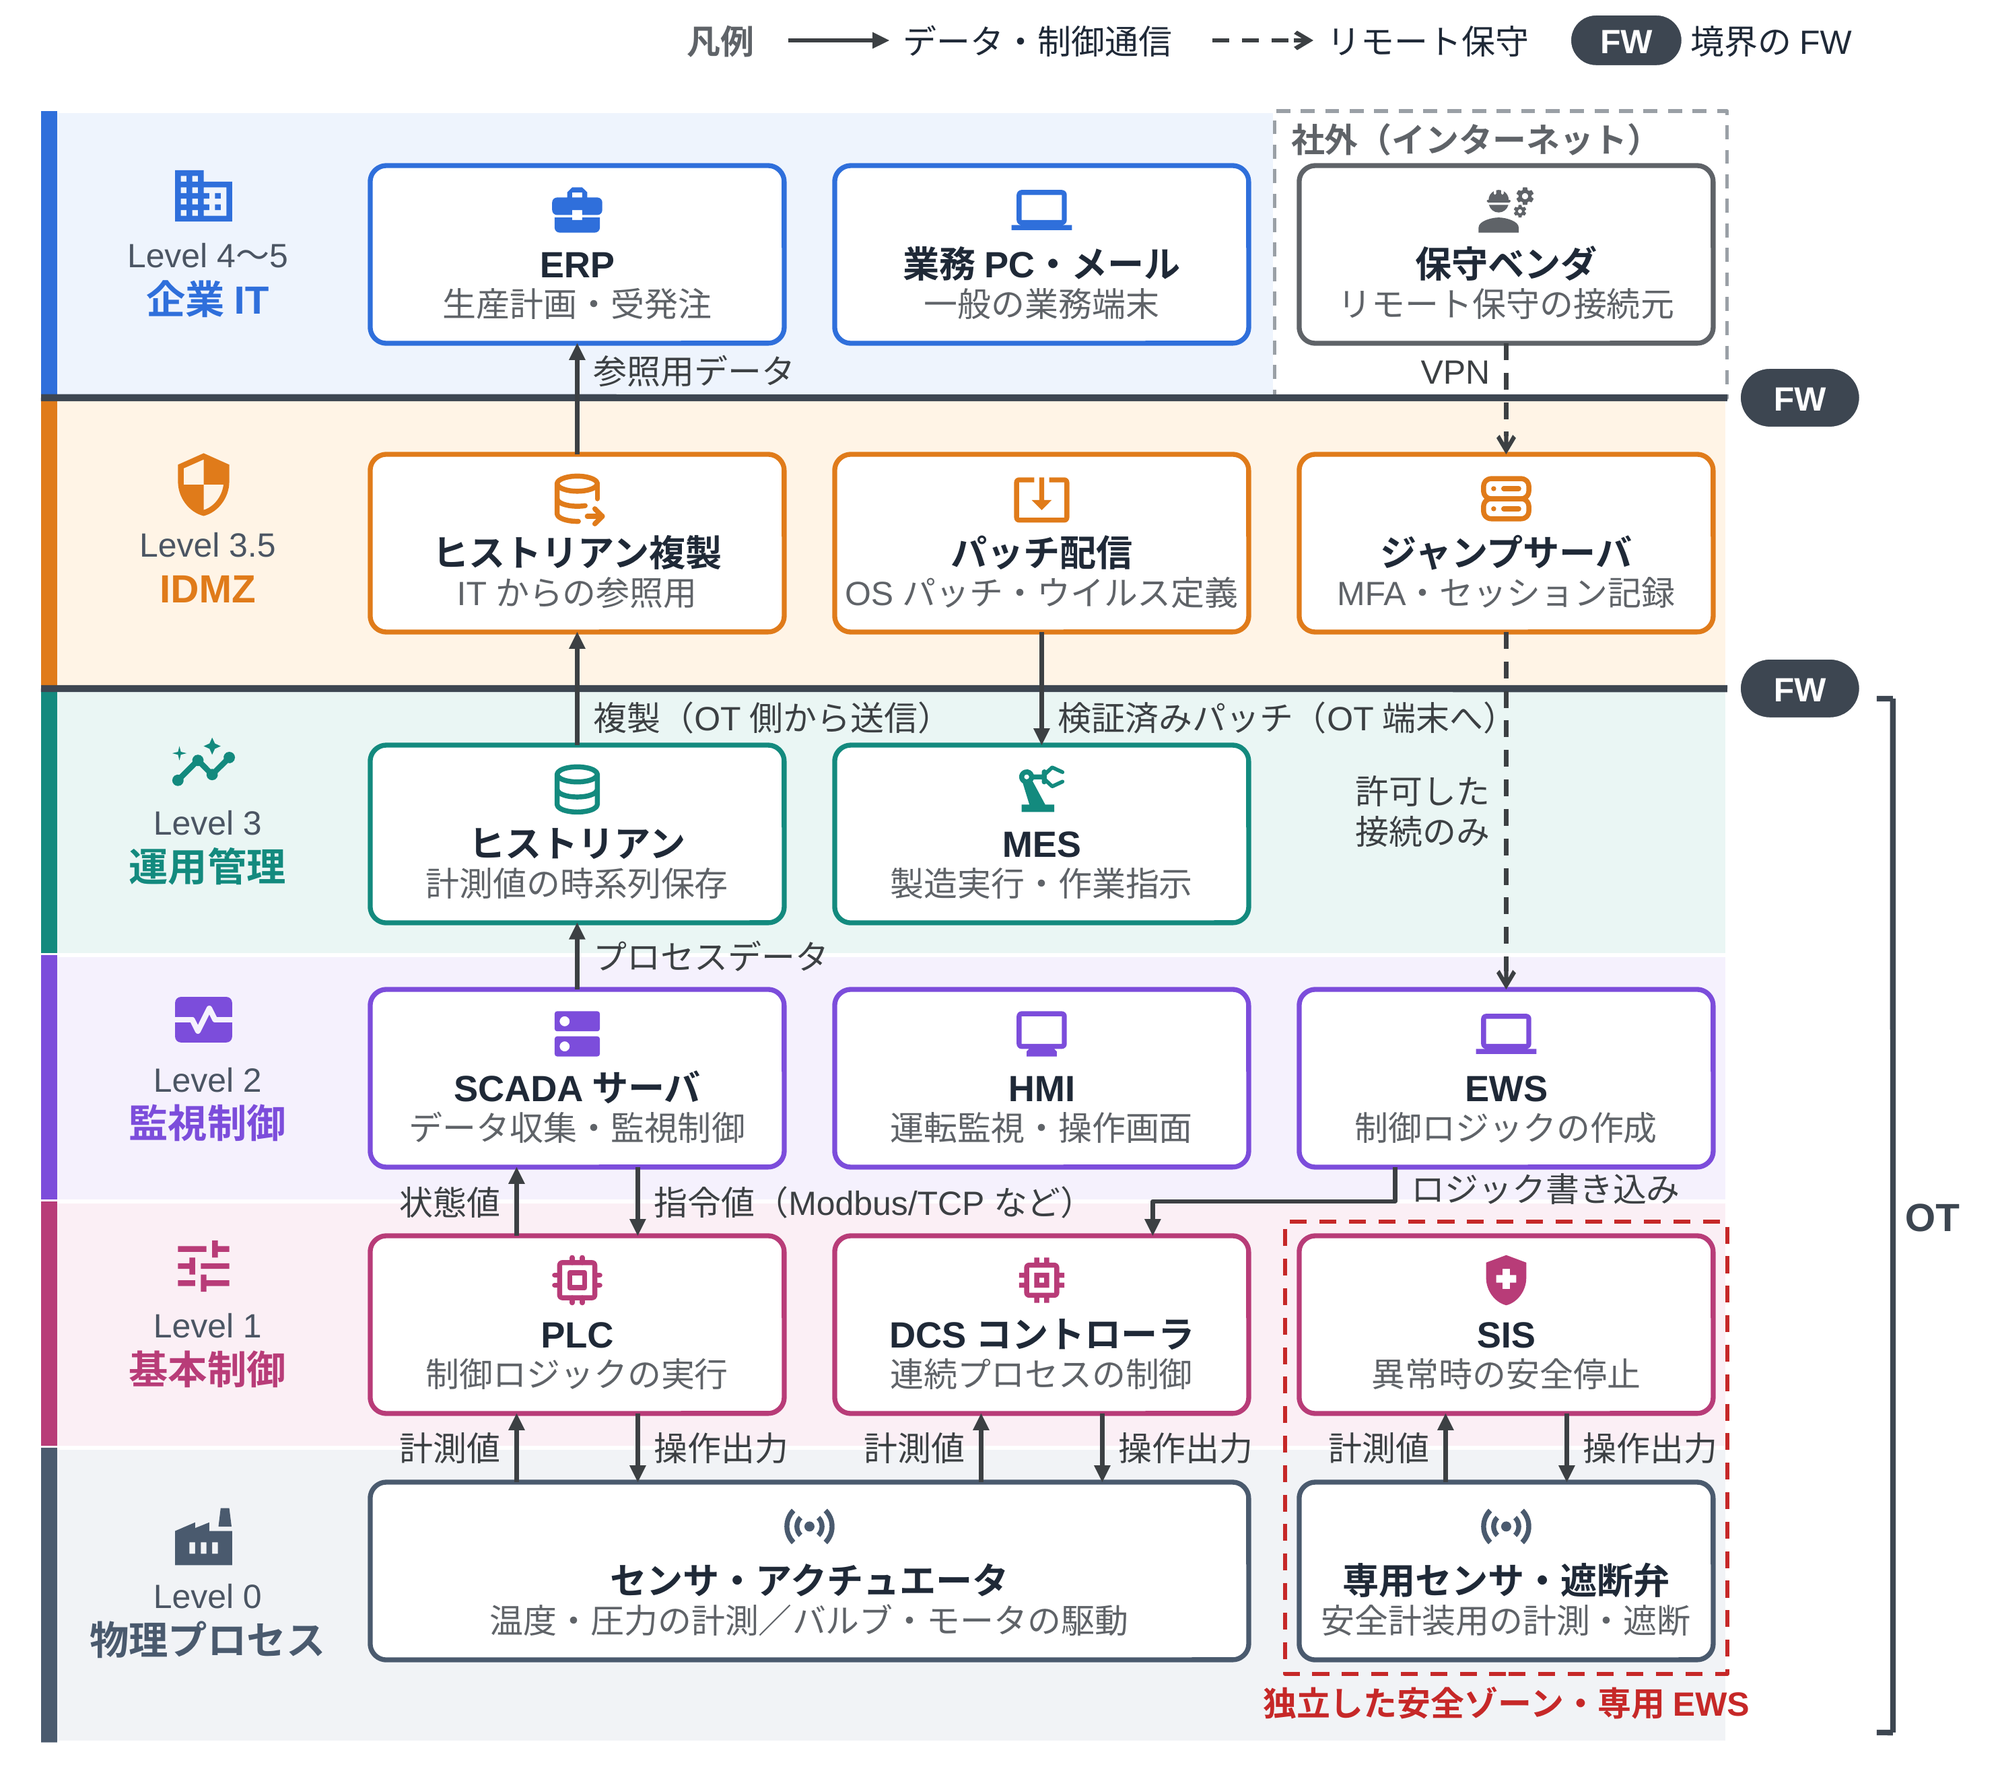 凡例
データ・制御通信
リモート保守
FW
境界の FW
社外（インターネット）
Level 4～5
企業 IT
ERP
生産計画・受発注
業務 PC・メール
一般の業務端末
保守ベンダ
リモート保守の接続元
参照用データ
VPN
FW
Level 3.5
IDMZ
ヒストリアン複製
IT からの参照用
パッチ配信
OS パッチ・ウイルス定義
ジャンプサーバ
MFA・セッション記録
FW
複製（OT 側から送信）
検証済みパッチ（OT 端末へ）
Level 3
運用管理
ヒストリアン
計測値の時系列保存
MES
製造実行・作業指示
許可した
接続のみ
プロセスデータ
Level 2
監視制御
SCADA サーバ
データ収集・監視制御
HMI
運転監視・操作画面
EWS
制御ロジックの作成
状態値
指令値（Modbus/TCP など）
ロジック書き込み
OT
Level 1
基本制御
PLC
制御ロジックの実行
DCS コントローラ
連続プロセスの制御
SIS
異常時の安全停止
計測値
操作出力
計測値
操作出力
計測値
操作出力
Level 0
物理プロセス
センサ・アクチュエータ
温度・圧力の計測／バルブ・モータの駆動
専用センサ・遮断弁
安全計装用の計測・遮断
独立した安全ゾーン・専用 EWS